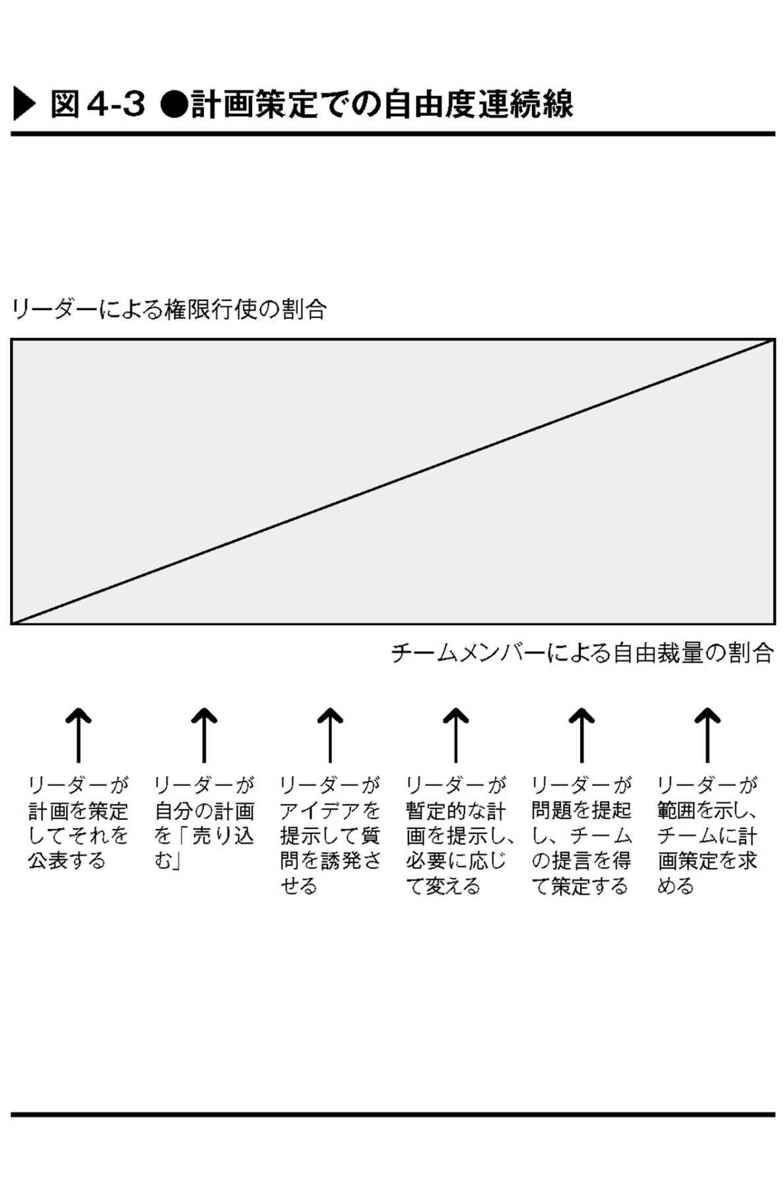 ▶ 図4-3 ●計画策定での自由度連続線
リーダーによる権限行使の割合
チームメンバーによる自由裁量の割合
リーダーが
計画を策定
してそれを
公表する
リーダーが
自分の計画
を「売り込
む」
リーダーが
アイデアを
提示して質
問を誘発さ
せる
リーダーが
暫定的な計
画を提示し、
必要に応じ
て変える
リーダーが
問題を提起
し、チーム
の提言を得
て策定する
リーダーが
範囲を示し、
チームに計
画策定を求
める